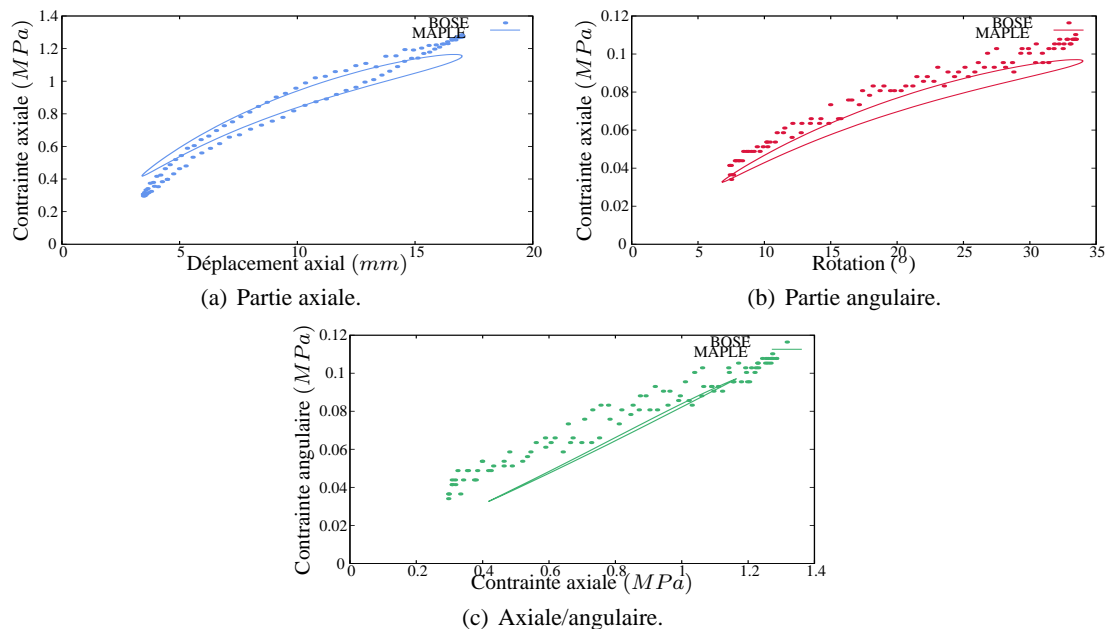 Contrainte axiale (MPa)
1.4
1.2
1
0.8
0.6
0.4
0.2
0
0
5
10
15
20
BOSE
MAPLE
Déplacement axial (mm)
(a) Partie axiale.
Contrainte axiale (MPa)
0.12
0.1
0.08
0.06
0.04
0.02
0
0
5
10
15
20
25
30
35
BOSE
MAPLE
Rotation (o)
(b) Partie angulaire.
Contrainte angulaire (MPa)
0.12
0.1
0.08
0.06
0.04
0.02
0
0
0.2
0.4
0.6
0.8
1
1.2
1.4
BOSE
MAPLE
Contrainte axiale (MPa)
(c) Axiale/angulaire.